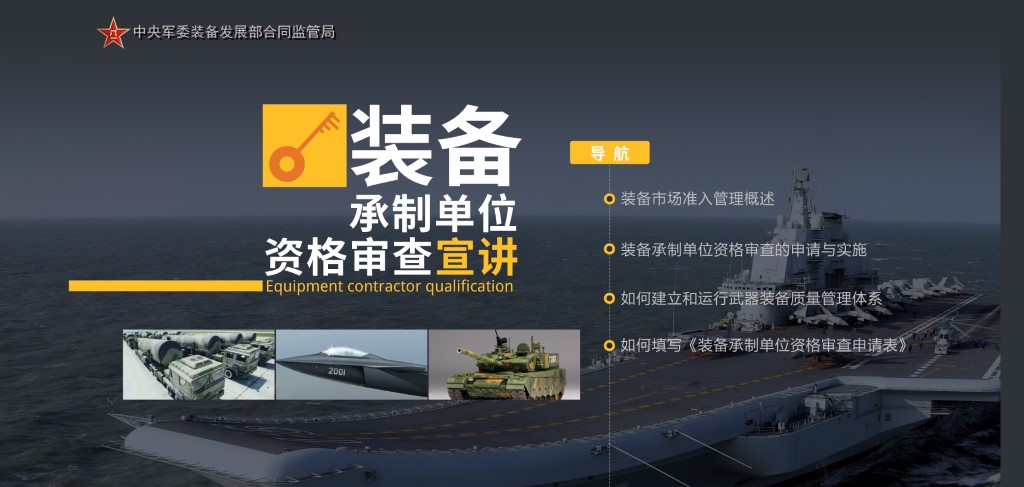 中央军委装备发展部合同监管局
装备
承制单位
资格审查宣讲
Equipment contractor qualification
导航
装备市场准入管理概述
装备承制单位资格审查的申请与实施
如何建立和运行武器装备质量管理体系
如何填写《装备承制单位资格审查申请表》
2001